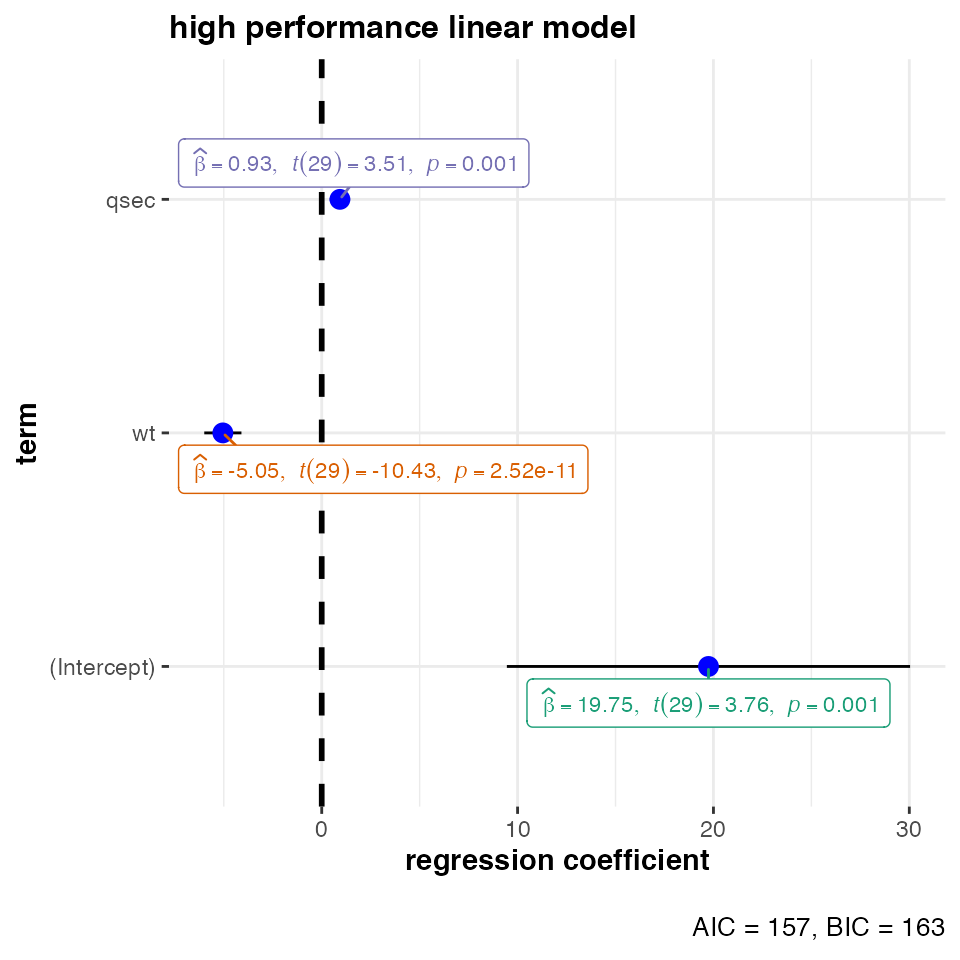 high performance linear model
β̂ = 0.93, t(29) = 3.51, p = 0.001
qsec
term
wt
β̂ = -5.05, t(29) = -10.43, p = 2.52e-11
(Intercept)
β̂ = 19.75, t(29) = 3.76, p = 0.001
0 10 20 30
regression coefficient
AIC = 157, BIC = 163